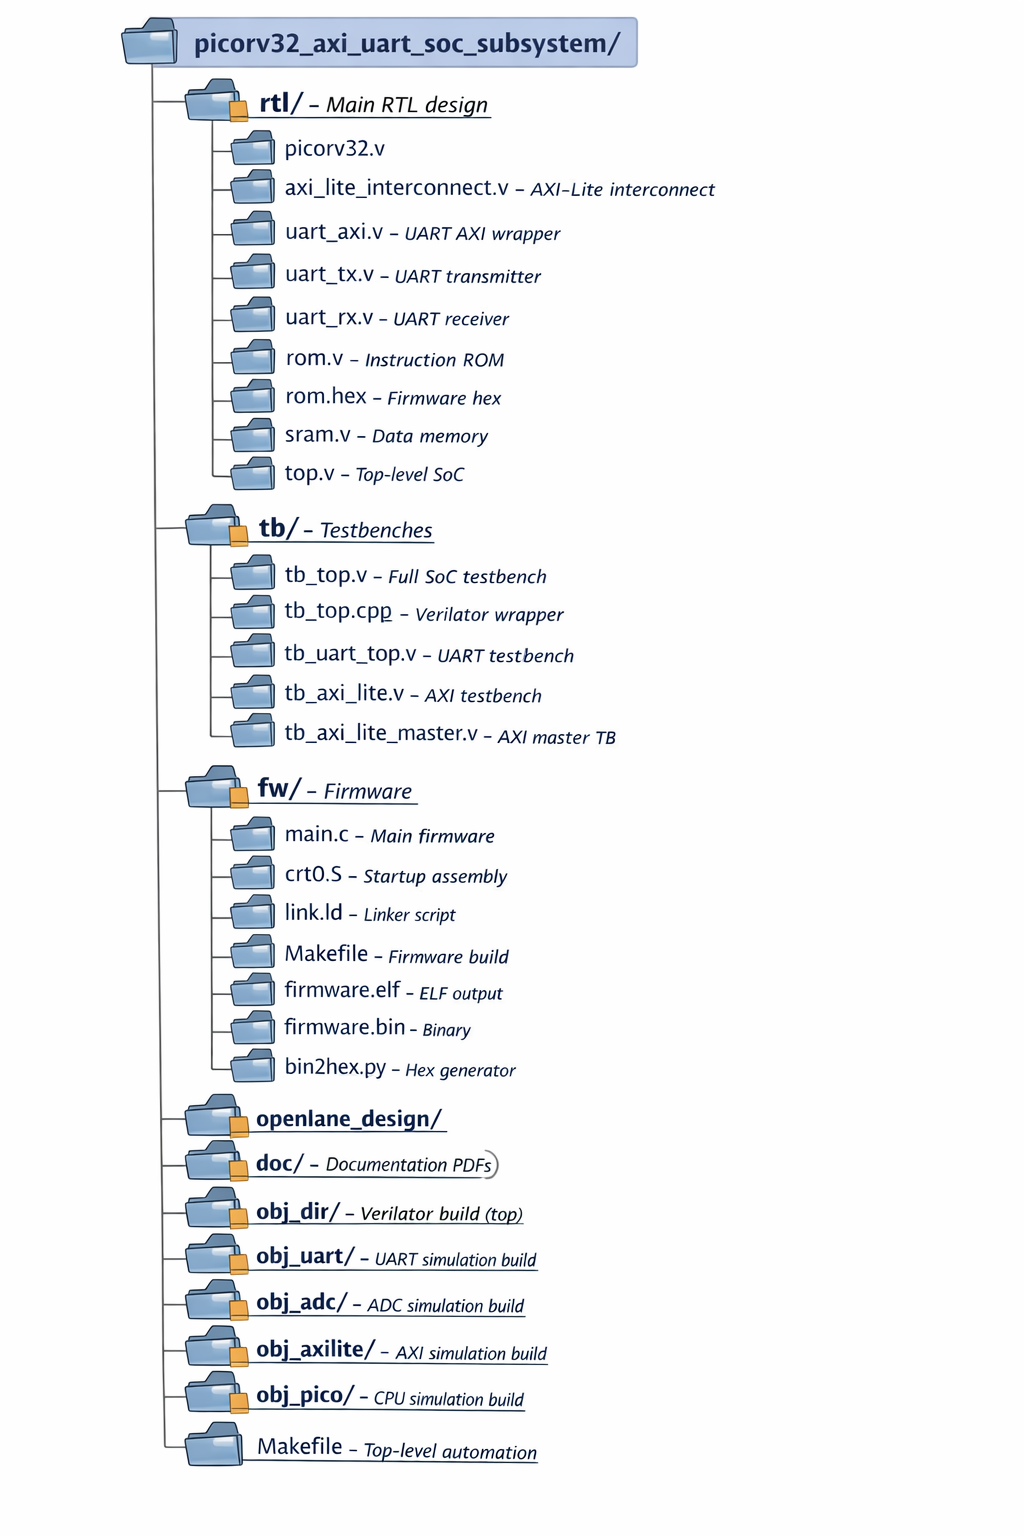 picorv32_axi_uart_soc_subsystem/
rtl/ – Main RTL design
picorv32.v
axi_lite_interconnect.v – AXI-Lite interconnect
uart_axi.v – UART AXI wrapper
uart_tx.v – UART transmitter
uart_rx.v – UART receiver
rom.v – Instruction ROM
rom.hex – Firmware hex
sram.v – Data memory
top.v – Top-level SoC
tb/ – Testbenches
tb_top.v – Full SoC testbench
tb_top.cpp – Verilator wrapper
tb_uart_top.v – UART testbench
tb_axi_lite.v – AXI testbench
tb_axi_lite_master.v – AXI master TB
fw/ – Firmware
main.c – Main firmware
crt0.S – Startup assembly
link.ld – Linker script
Makefile – Firmware build
firmware.elf – ELF output
firmware.bin – Binary
bin2hex.py – Hex generator
openlane_design/
doc/ – Documentation PDFs)
obj_dir/ – Verilator build (top)
obj_uart/ – UART simulation build
obj_adc/ – ADC simulation build
obj_axilite/ – AXI simulation build
obj_pico/ – CPU simulation build
Makefile – Top-level automation